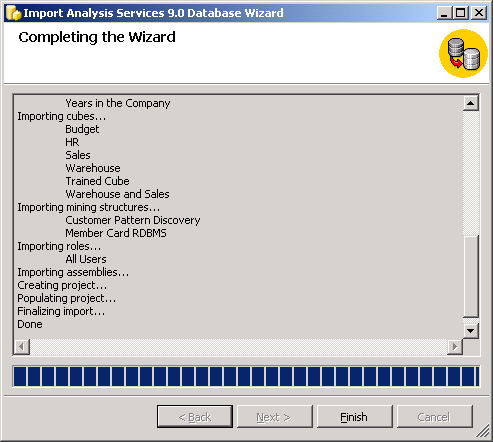 Import Analysis Services 9.0 Database Wizard
Completing the Wizard
Years in the Company
Importing cubes...
Budget
HR
Sales
Warehouse
Trained Cube
Warehouse and Sales
Importing mining structures...
Customer Pattern Discovery
Member Card RDBMS
Importing roles...
All Users
Importing assemblies...
Creating project...
Populating project...
Finalizing import...
Done
< Back
Next >
Finish
Cancel